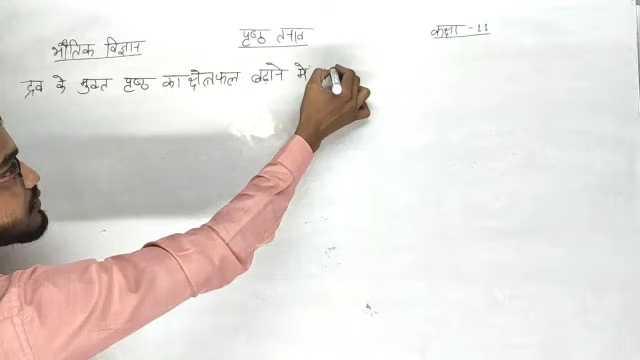 भौतिक विज्ञान पृष्ठ तनाव कक्षा - 11
द्रव के मुक्त पृष्ठ का क्षेत्रफल बढ़ाने में